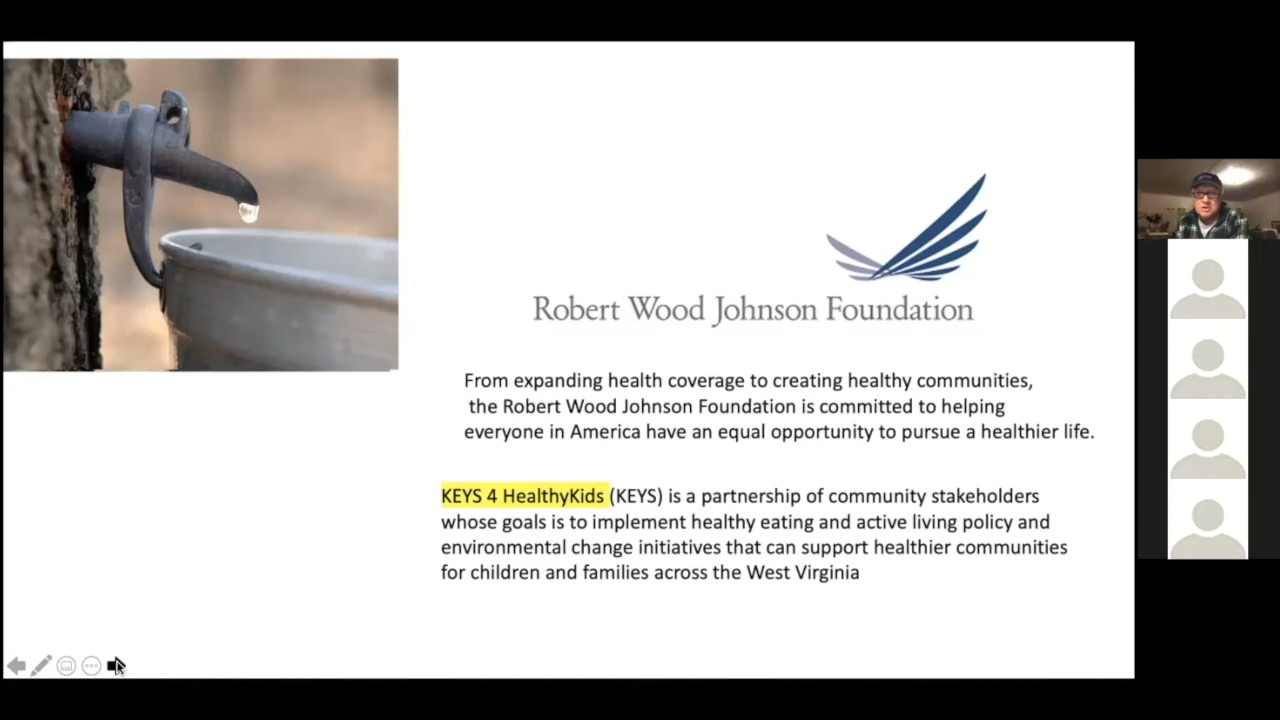 Robert Wood Johnson Foundation
From expanding health coverage to creating healthy communities,
the Robert Wood Johnson Foundation is committed to helping
everyone in America have an equal opportunity to pursue a healthier life.
KEYS 4 HealthyKids (KEYS) is a partnership of community stakeholders
whose goals is to implement healthy eating and active living policy and
environmental change initiatives that can support healthier communities
for children and families across the West Virginia